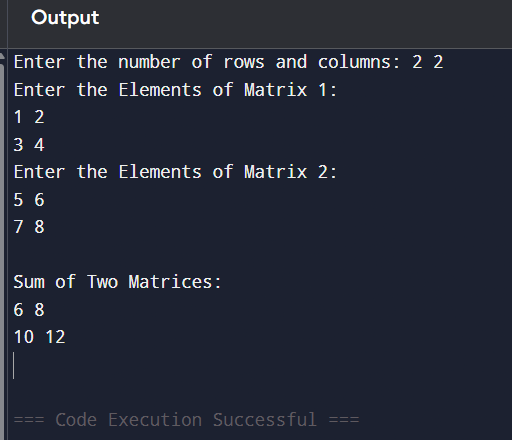 Output
Enter the number of rows and columns: 2 2
Enter the Elements of Matrix 1:
1 2
3 4
Enter the Elements of Matrix 2:
5 6
7 8
Sum of Two Matrices:
6 8
10 12
=== Code Execution Successful ===